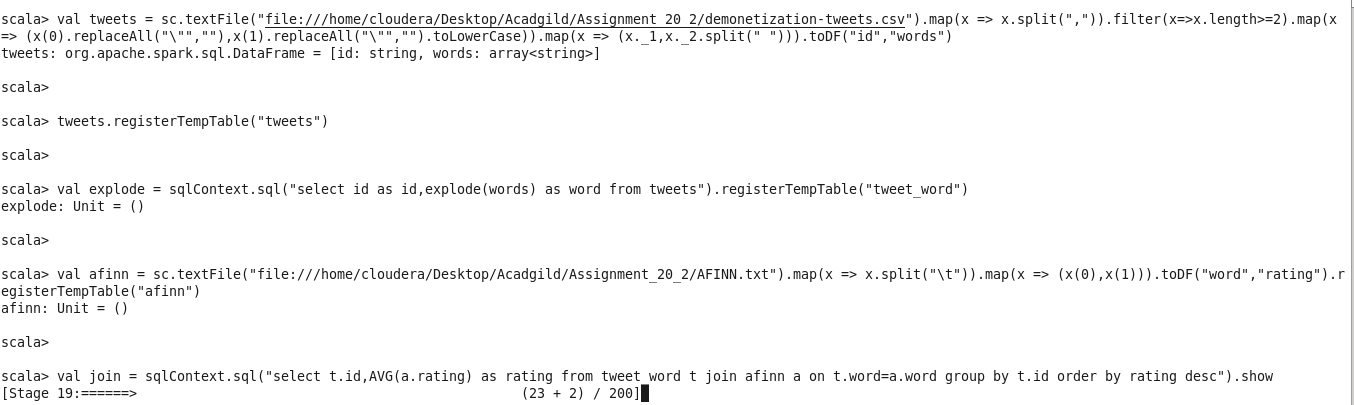 scala> val tweets = sc.textFile("file:///home/cloudera/Desktop/Acadgild/Assignment_20_2/demonetization-tweets.csv").map(x => x.split(",")).filter(x=>x.length>=2).map(x
=> (x(0).replaceAll("\"",""),x(1).replaceAll("\"","").toLowerCase)).map(x => (x._1,x._2.split(" "))).toDF("id","words")
tweets: org.apache.spark.sql.DataFrame = [id: string, words: array<string>]
scala>
scala> tweets.registerTempTable("tweets")
scala>
scala> val explode = sqlContext.sql("select id as id,explode(words) as word from tweets").registerTempTable("tweet_word")
explode: Unit = ()
scala>
scala> val afinn = sc.textFile("file:///home/cloudera/Desktop/Acadgild/Assignment_20_2/AFINN.txt").map(x => x.split("\t")).map(x => (x(0),x(1))).toDF("word","rating").r
egisterTempTable("afinn")
afinn: Unit = ()
scala>
scala> val join = sqlContext.sql("select t.id,AVG(a.rating) as rating from tweet_word t join afinn a on t.word=a.word group by t.id order by rating desc").show
[Stage 19:======>                                                (23 + 2) / 200]